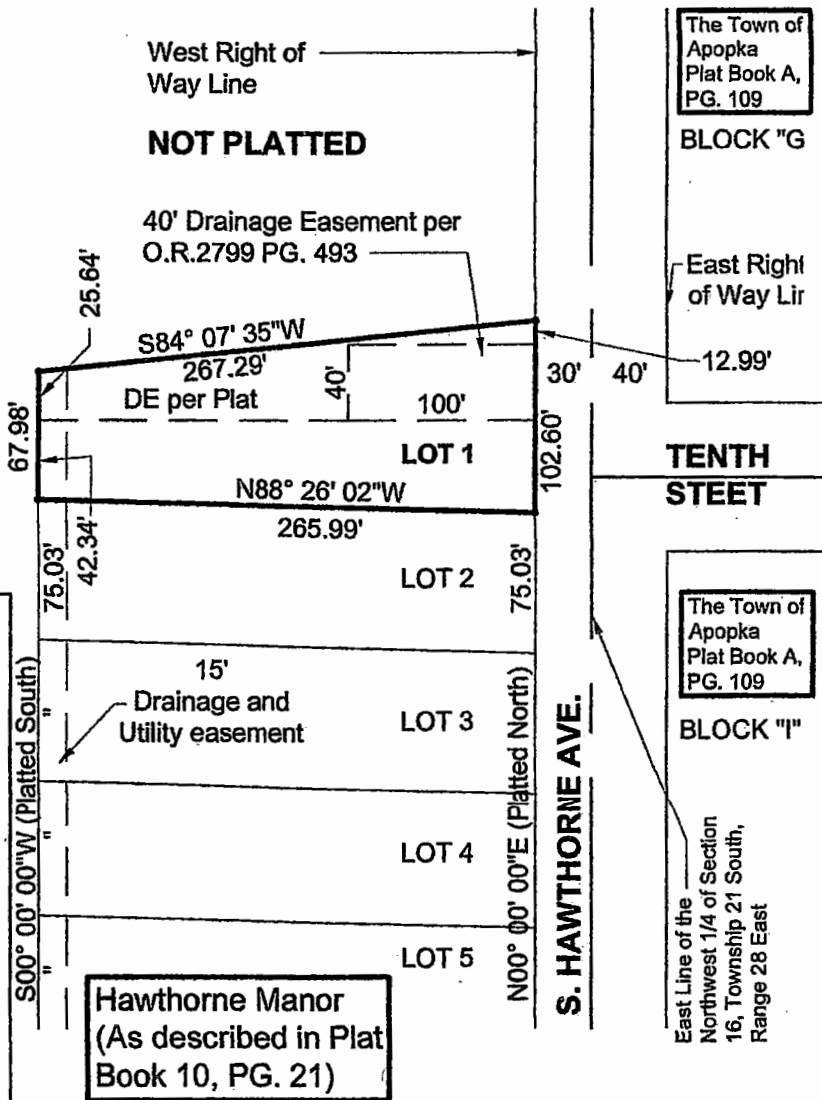 West Right of
Way Line
The Town of
Apopka
Plat Book A,
PG. 109
NOT PLATTED
BLOCK "G
40' Drainage Easement per
O.R.2799 PG. 493
East Right
of Way Lin
25.64'
S84° 07' 35"W
267.29'
12.99'
30'
40'
40'
DE per Plat
100'
67.98'
LOT 1
102.60'
TENTH
STEET
N88° 26' 02"W
265.99'
42.34'
75.03'
LOT 2
75.03'
The Town of
Apopka
Plat Book A,
PG. 109
15'
Drainage and
Utility easement
LOT 3
BLOCK "I"
S00° 00' 00"W (Platted South)
N00° 00' 00"E (Platted North)
S. HAWTHORNE AVE.
LOT 4
East Line of the
Northwest 1/4 of Section
16, Township 21 South,
Range 28 East
LOT 5
"
"
"
Hawthorne Manor
(As described in Plat
Book 10, PG. 21)